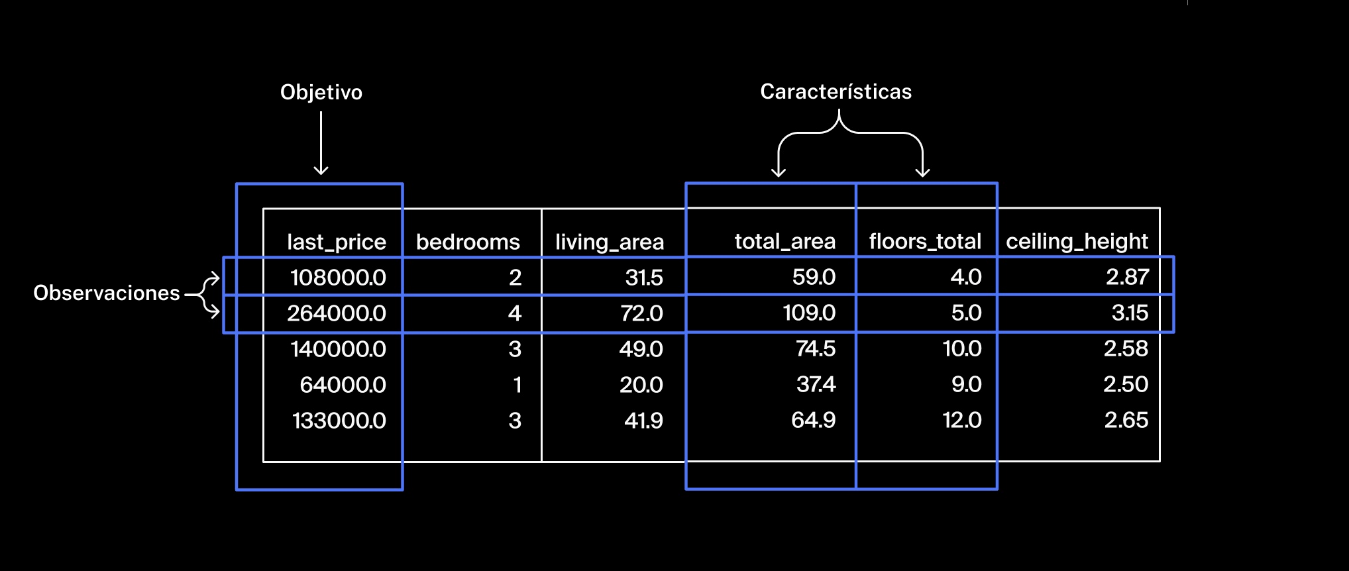 Objetivo
Características
last_price bedrooms living_area total_area floors_total ceiling_height
Observaciones
108000.0 2 31.5 59.0 4.0 2.87
264000.0 4 72.0 109.0 5.0 3.15
140000.0 3 49.0 74.5 10.0 2.58
64000.0 1 20.0 37.4 9.0 2.50
133000.0 3 41.9 64.9 12.0 2.65